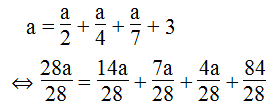 a = a/2 + a/4 + a/7 + 3
⇔ 28a/28 = 14a/28 + 7a/28 + 4a/28 + 84/28